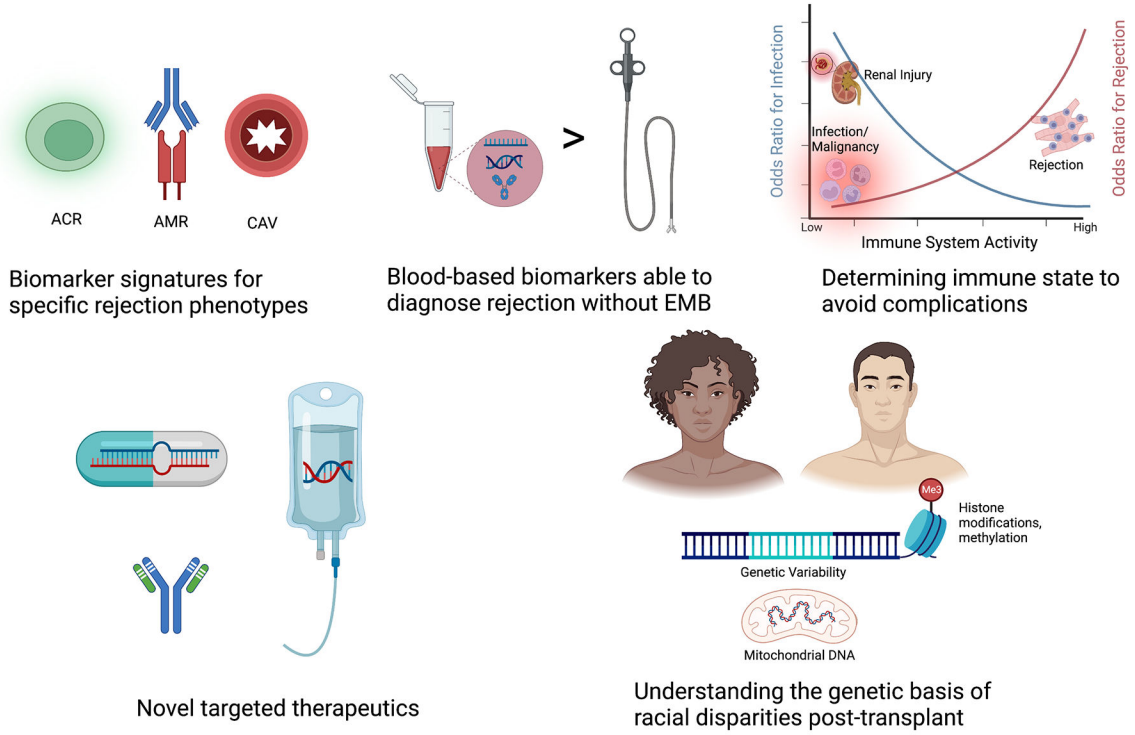 ACR
AMR
CAV
Biomarker signatures for
specific rejection phenotypes
>
Blood-based biomarkers able to
diagnose rejection without EMB
Odds Ratio for Infection
Odds Ratio for Rejection
Renal Injury
Infection/
Malignancy
Rejection
Low
High
Immune System Activity
Determining immune state to
avoid complications
Novel targeted therapeutics
Me3
Histone
modifications,
methylation
Genetic Variability
Mitochondrial DNA
Understanding the genetic basis of
racial disparities post-transplant